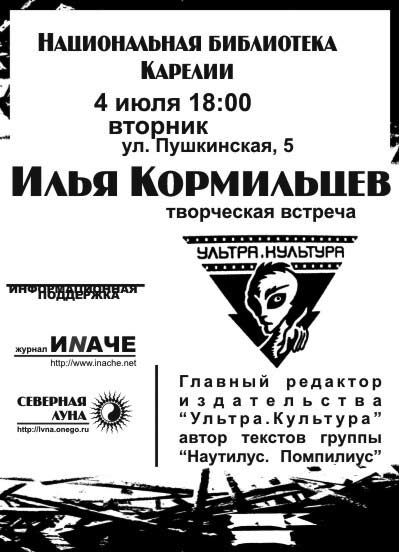 Национальная библиотека
Карелии
4 июля 18:00
вторник
ул. Пушкинская, 5
Илья Кормильцев
творческая встреча
УЛЬТРА.КУЛЬТУРА
ИНФОРМАЦИОННАЯ
ПОДДЕРЖКА
журнал ИNАЧЕ
http://www.inache.net
СЕВЕРНАЯ
ЛУНА
http://lvna.onego.ru
Главный редактор
издательства
“Ультра.Культура”
автор текстов группы
“Наутилус. Помпилиус”